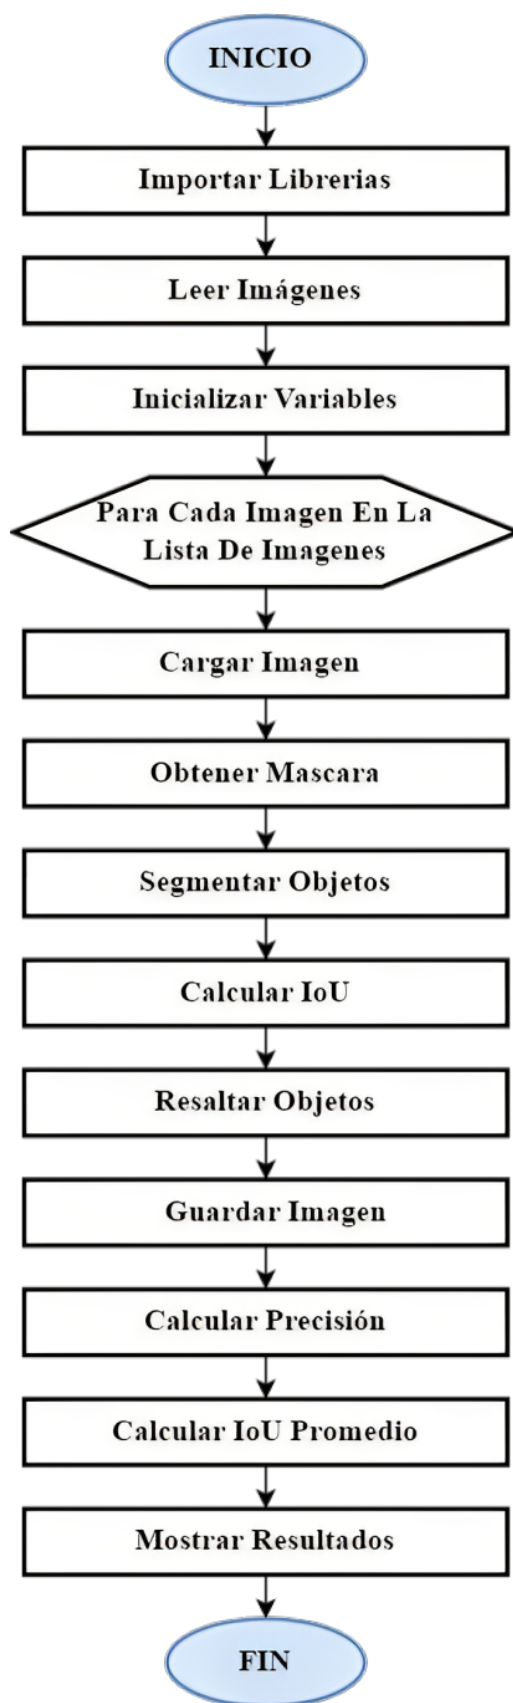 INICIO
Importar Librerias
Leer Imágenes
Inicializar Variables
Para Cada Imagen En La
Lista De Imagenes
Cargar Imagen
Obtener Mascara
Segmentar Objetos
Calcular IoU
Resaltar Objetos
Guardar Imagen
Calcular Precisión
Calcular IoU Promedio
Mostrar Resultados
FIN